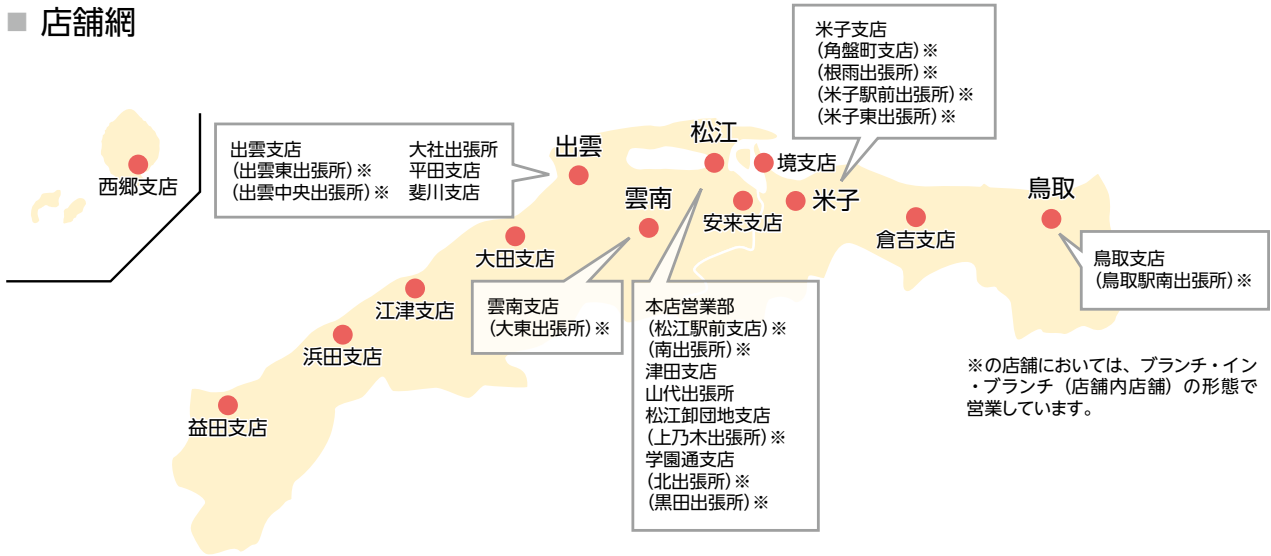 ■ 店舗網
米子支店
(角盤町支店)※
(根雨出張所)※
(米子駅前出張所)※
(米子東出張所)※
西郷支店
出雲支店
(出雲東出張所)※
(出雲中央出張所)※
大社出張所
平田支店
斐川支店
出雲
松江
境支店
雲南
安来支店
米子
倉吉支店
鳥取
鳥取支店
(鳥取駅南出張所)※
大田支店
江津支店
浜田支店
益田支店
雲南支店
(大東出張所)※
本店営業部
(松江駅前支店)※
(南出張所)※
津田支店
山代出張所
松江卸団地支店
(上乃木出張所)※
学園通支店
(北出張所)※
(黒田出張所)※
※の店舗においては、ブランチ・イン
・ブランチ（店舗内店舗）の形態で
営業しています。